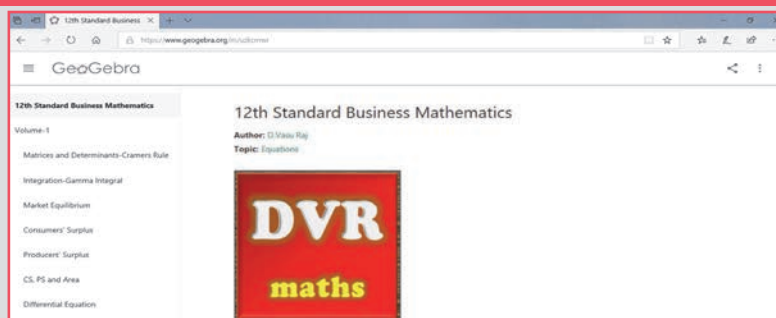 12th Standard Business
https://www.geogebra.org/m/
GeoGebra
12th Standard Business Mathematics
Volume-1
Matrices and Determinants-Cramers Rule
Integration-Gamma Integral
Market Equilibrium
Consumers' Surplus
Producers' Surplus
CS, PS and Area
Differential Equation
12th Standard Business Mathematics
Author: D.Vasu Raj
Topic: Equations
DVR
maths